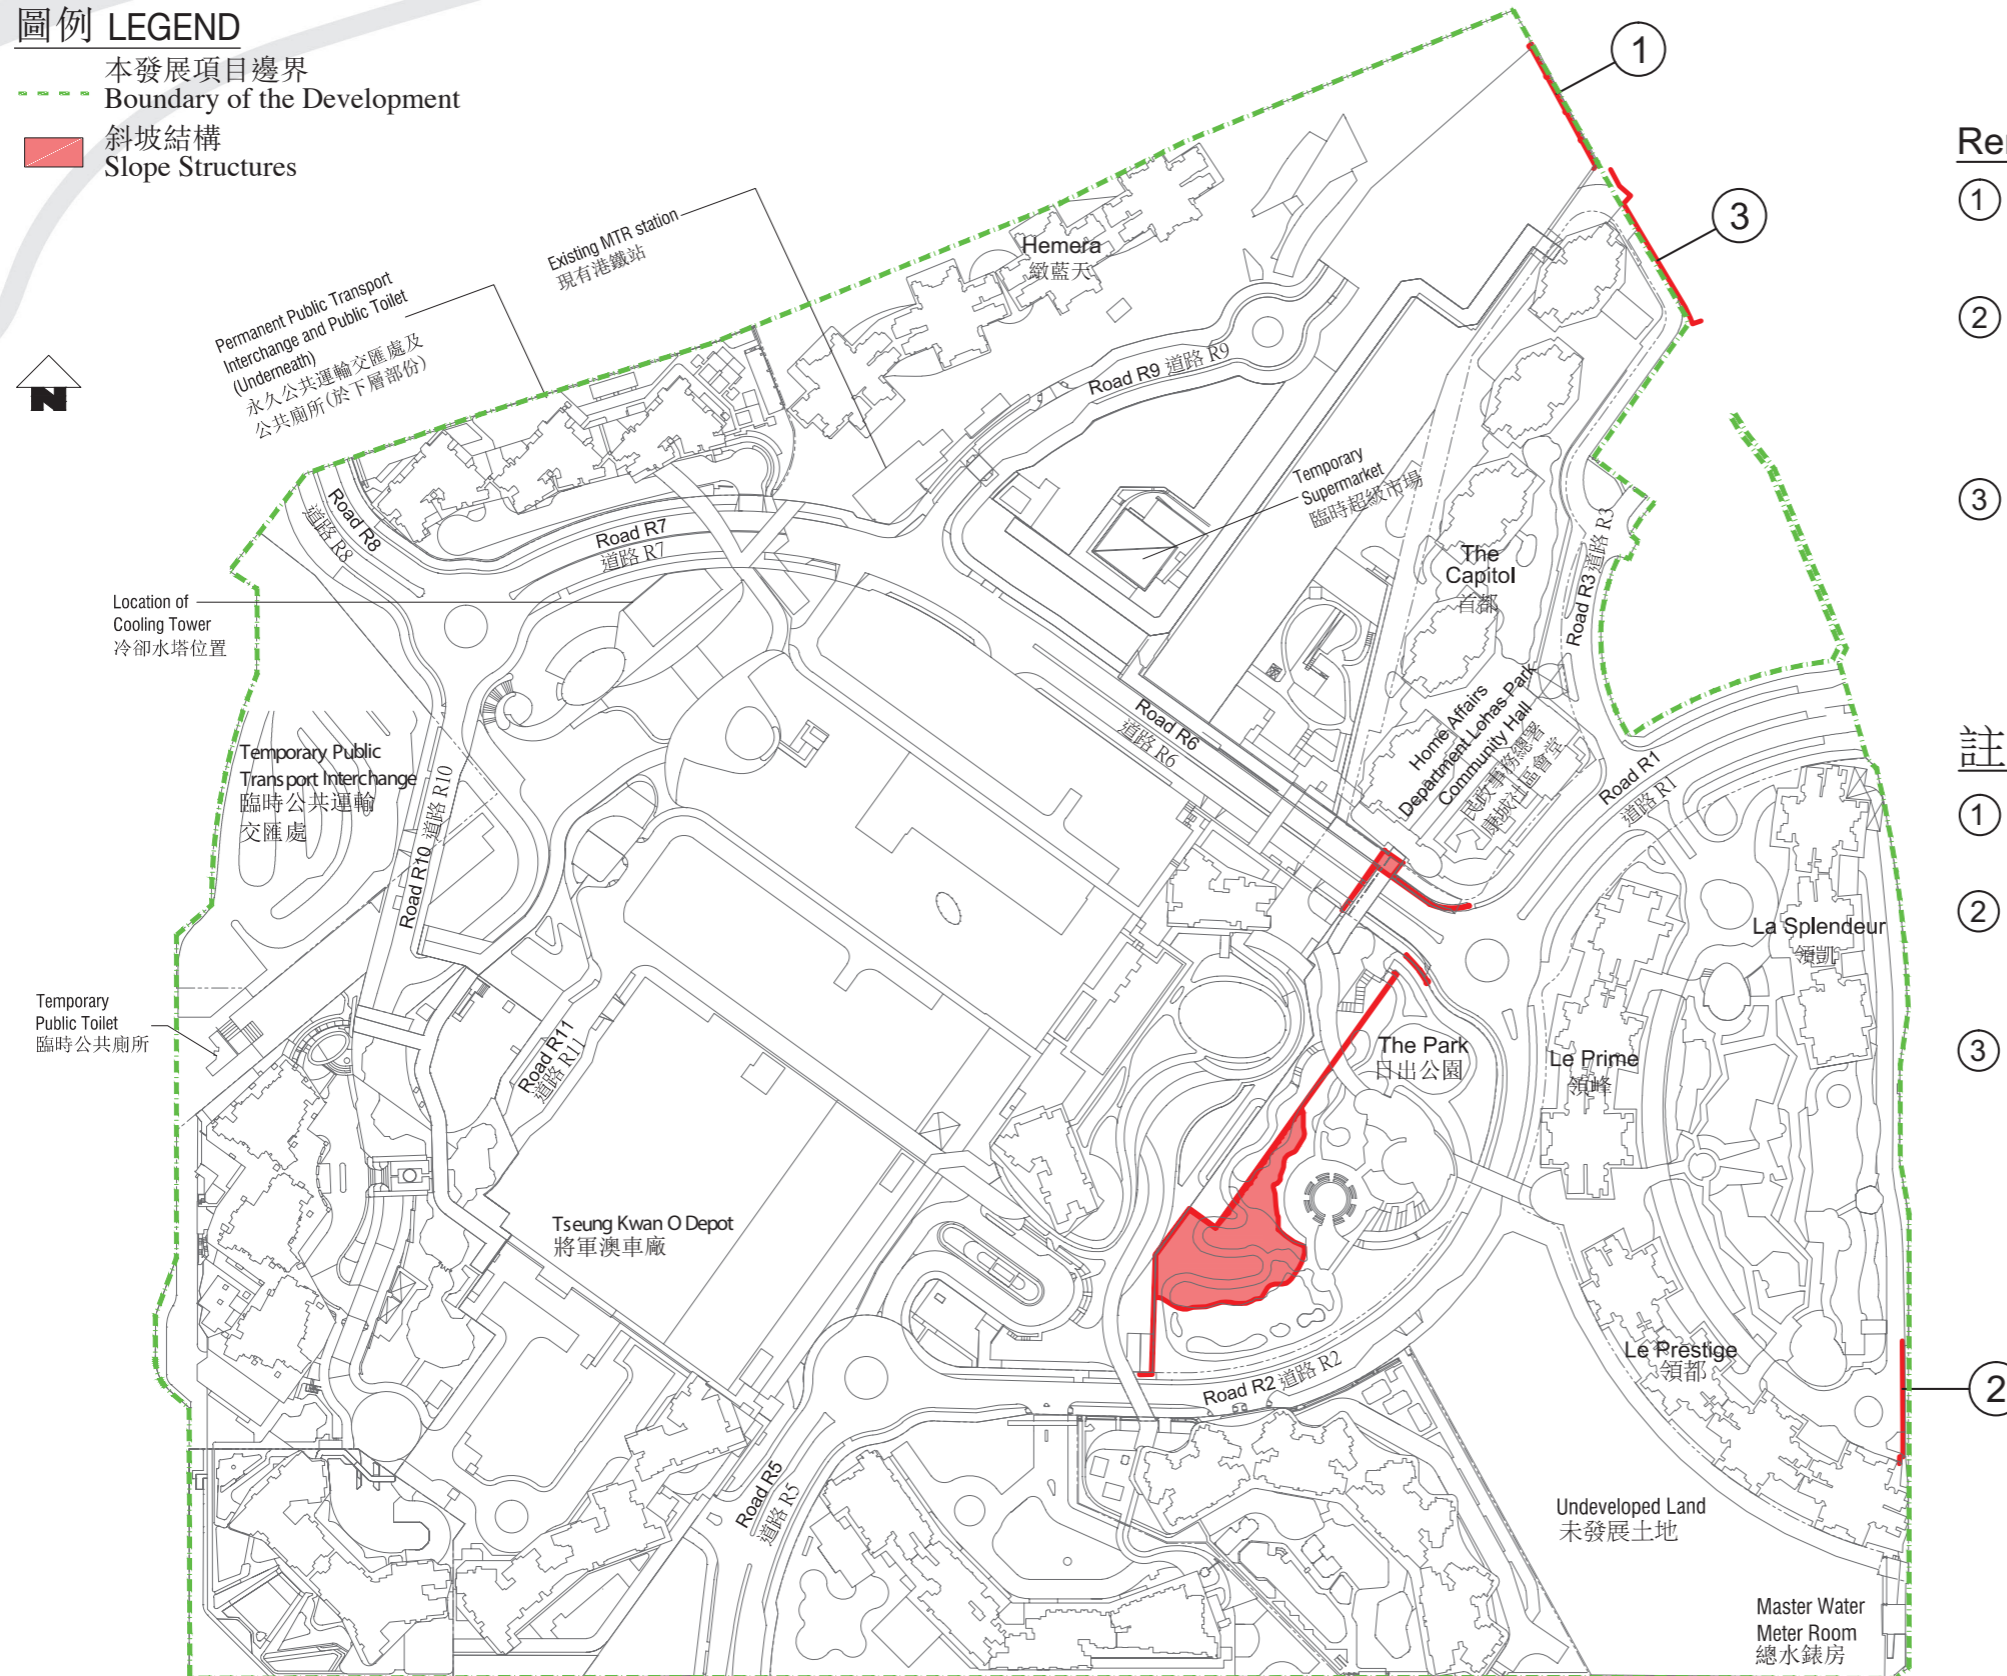 圖例 LEGEND
本發展項目邊界
Boundary of the Development
斜坡結構
Slope Structures
N
Existing MTR station
現有港鐵站
Permanent Public Transport
Interchange and Public Toilet
(Underneath)
永久公共運輸交匯處及
公共廁所(於下層部份)
Hemera
緻藍天
1
3
Road R9 道路 R9
Temporary
Supermarket
臨時超級市場
Road R8
道路 R8
Road R7
道路 R7
The
Capitol
首都
Road R3 道路 R3
Location of
Cooling Tower
冷卻水塔位置
Home Affairs
Department Lohas Park
Community Hall
民政事務總署
康城社區會堂
Road R6
道路 R6
Road R1
道路 R1
Temporary Public
Transport Interchange
臨時公共運輸
交匯處
Road R10 道路 R10
La Splendeur
領凱
Temporary
Public Toilet
臨時公共廁所
Road R11
道路 R11
The Park
日出公園
Le Prime
領峰
Tseung Kwan O Depot
將軍澳車廠
Le Prestige
領都
Road R2 道路 R2
2
Road R5
道路 R5
Undeveloped Land
未發展土地
Master Water
Meter Room
總水錶房
Re
1
2
3
註
1
2
3